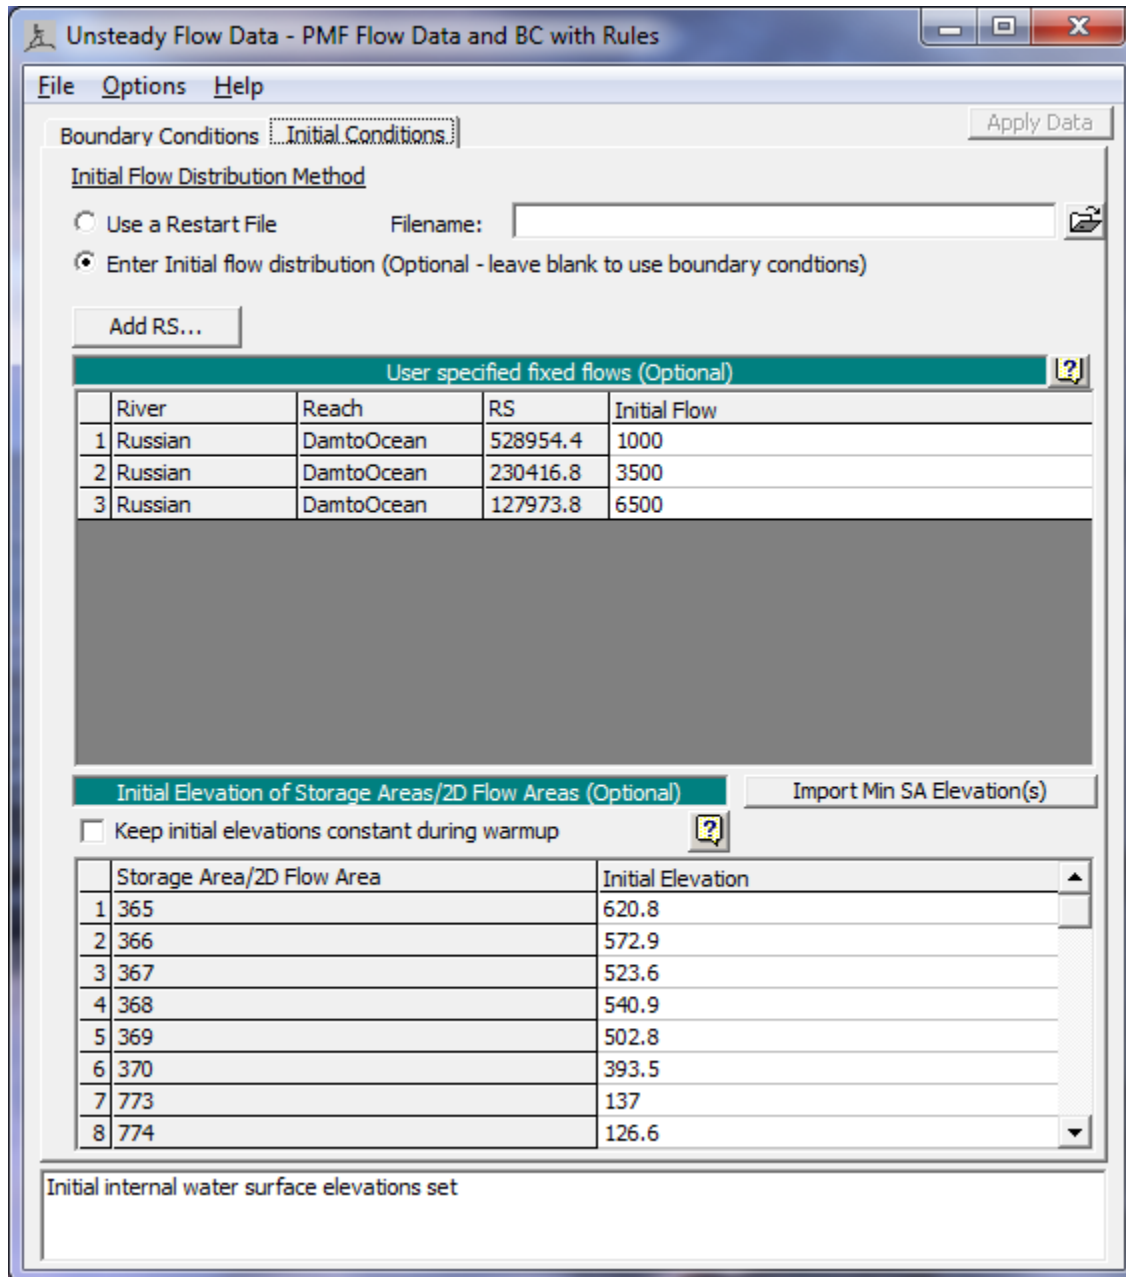 Unsteady Flow Data - PMF Flow Data and BC with Rules
File Options Help
Boundary Conditions Initial Conditions Apply Data
Initial Flow Distribution Method
Use a Restart File Filename:
Enter Initial flow distribution (Optional - leave blank to use boundary condtions)
Add RS...
User specified fixed flows (Optional)
River Reach RS Initial Flow
1 Russian DamtoOcean 528954.4 1000
2 Russian DamtoOcean 230416.8 3500
3 Russian DamtoOcean 127973.8 6500
Initial Elevation of Storage Areas/2D Flow Areas (Optional) Import Min SA Elevation(s)
Keep initial elevations constant during warmup
Storage Area/2D Flow Area Initial Elevation
1 365 620.8
2 366 572.9
3 367 523.6
4 368 540.9
5 369 502.8
6 370 393.5
7 773 137
8 774 126.6
Initial internal water surface elevations set